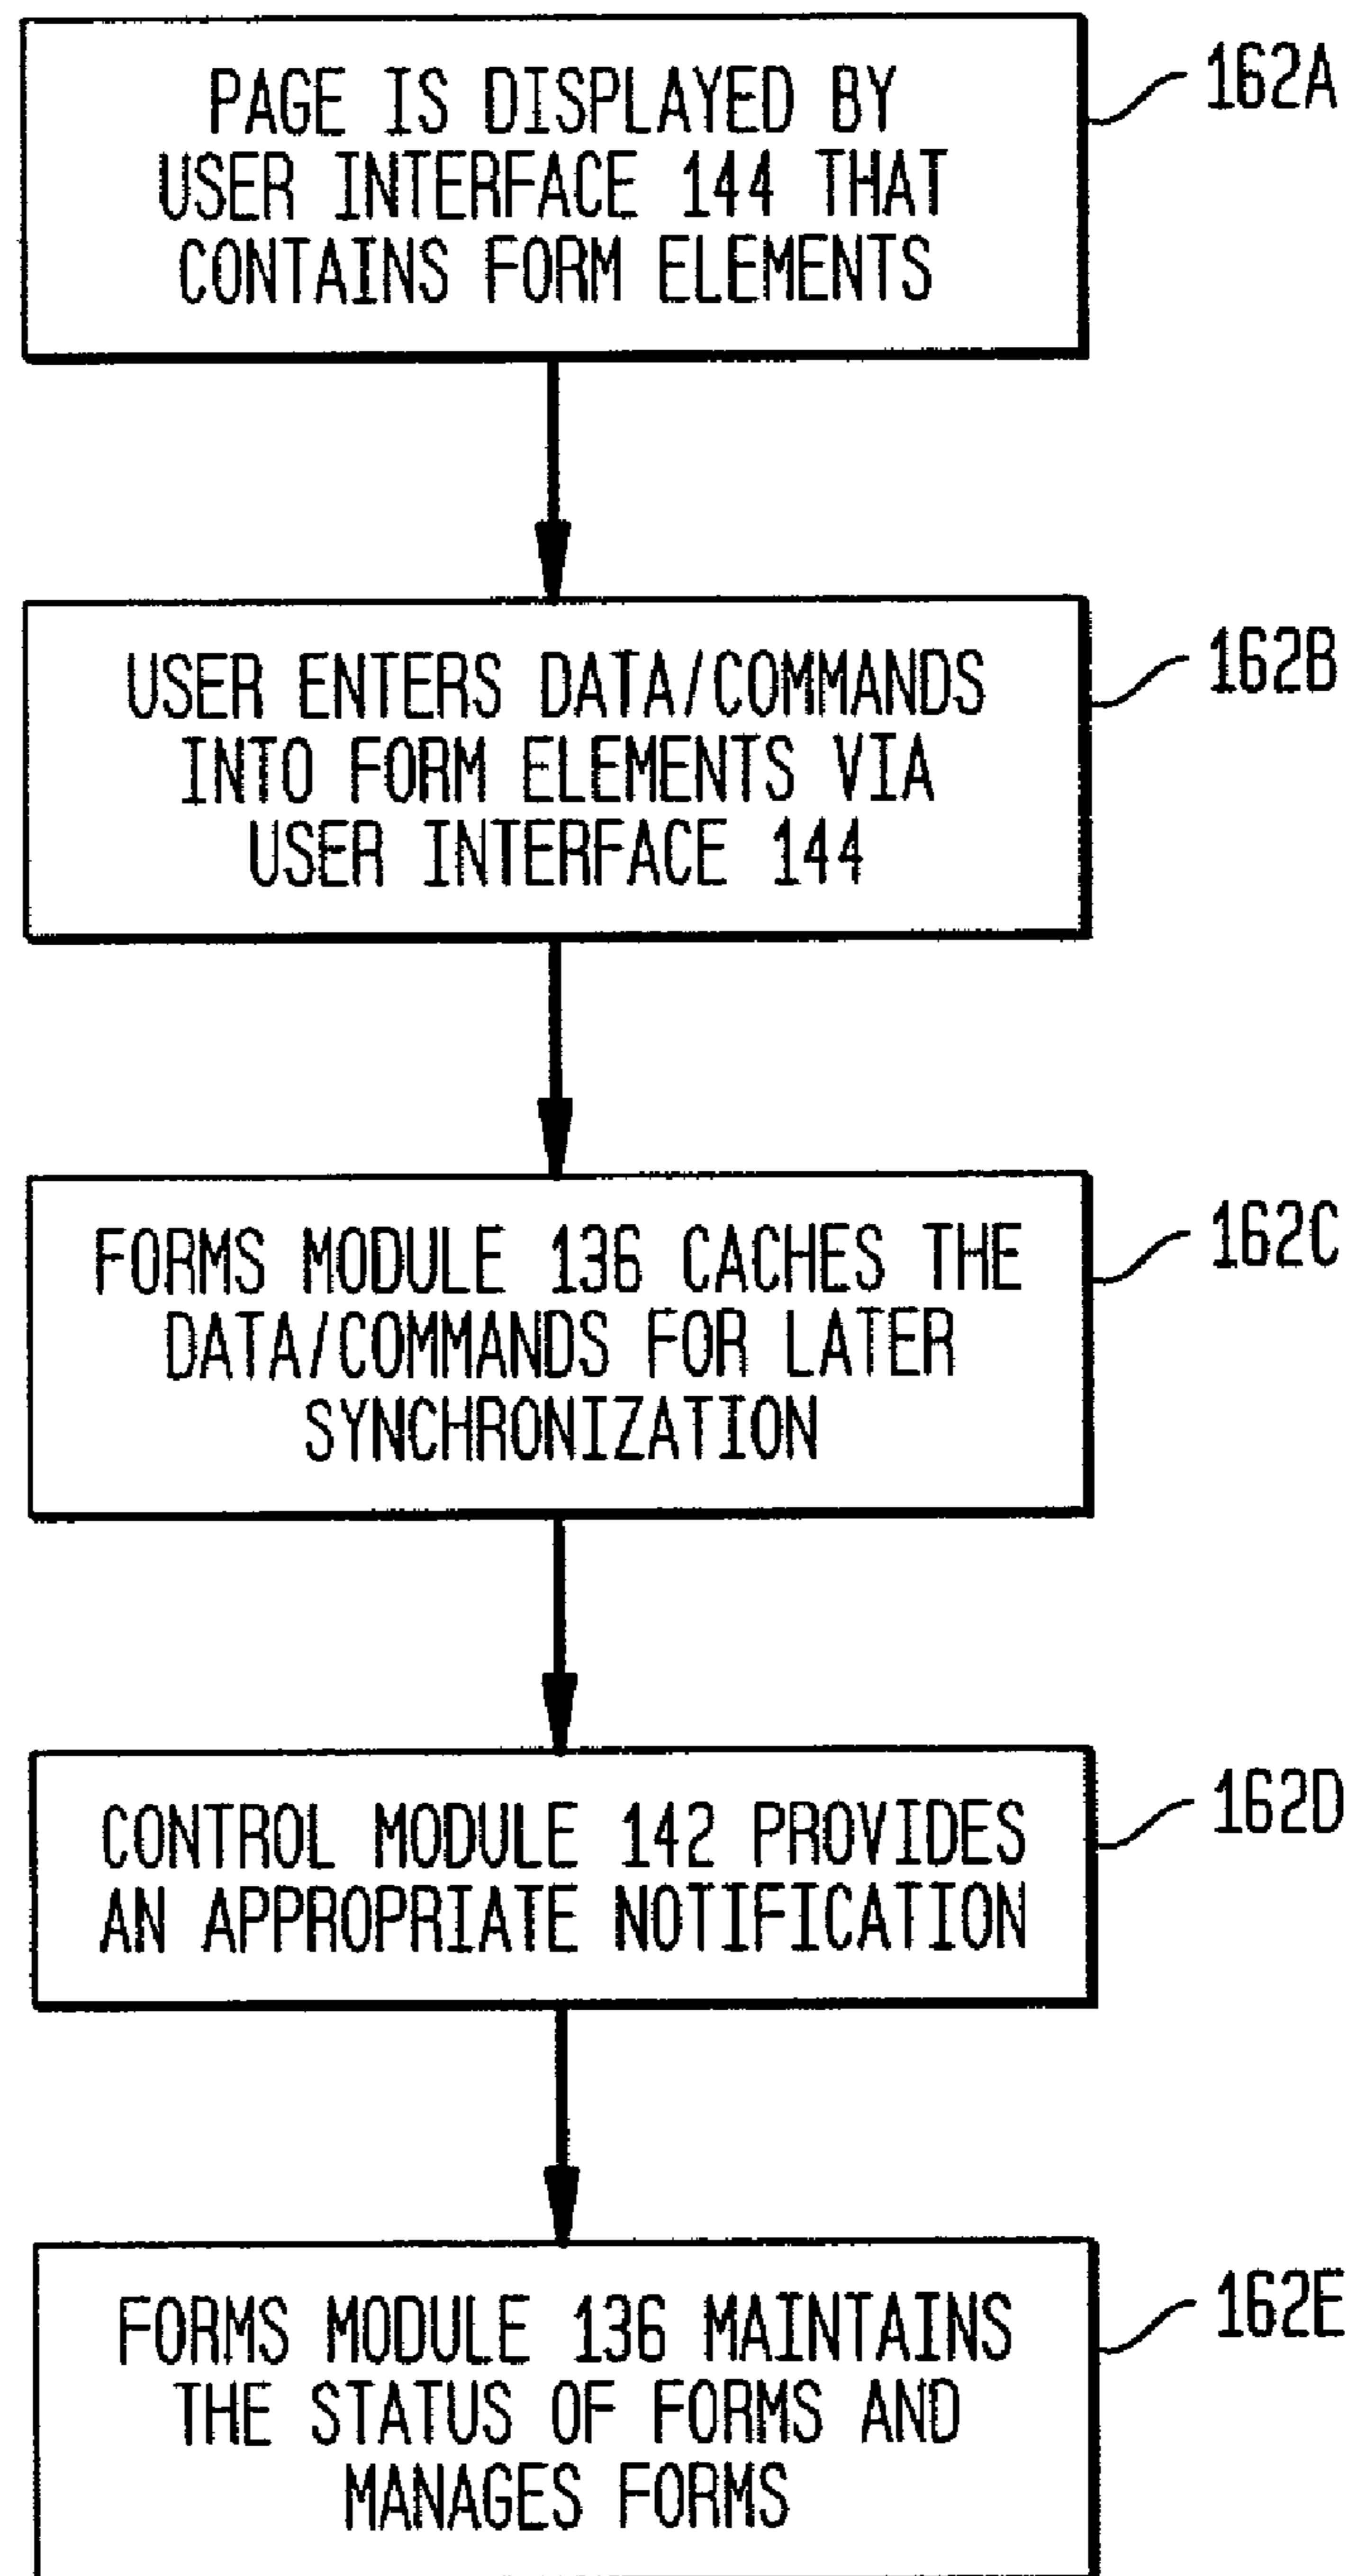 PAGE IS DISPLAYED BY
USER INTERFACE 144 THAT
CONTAINS FORM ELEMENTS
162A
USER ENTERS DATA/COMMANDS
INTO FORM ELEMENTS VIA
USER INTERFACE 144
162B
FORMS MODULE 136 CACHES THE
DATA/COMMANDS FOR LATER
SYNCHRONIZATION
162C
CONTROL MODULE 142 PROVIDES
AN APPROPRIATE NOTIFICATION
162D
FORMS MODULE 136 MAINTAINS
THE STATUS OF FORMS AND
MANAGES FORMS
162E